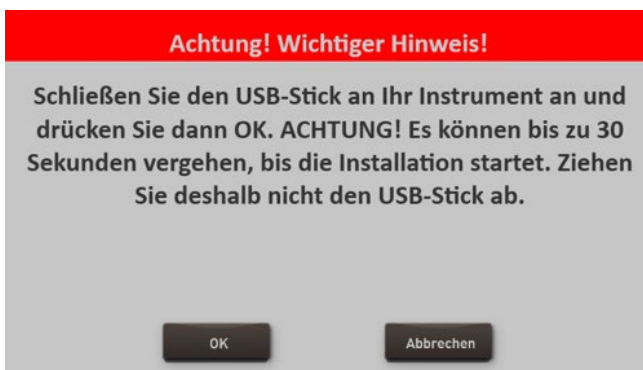 Achtung! Wichtiger Hinweis!
Schließen Sie den USB-Stick an Ihr Instrument an und
drücken Sie dann OK. ACHTUNG! Es können bis zu 30
Sekunden vergehen, bis die Installation startet. Ziehen
Sie deshalb nicht den USB-Stick ab.
OK
Abbrechen